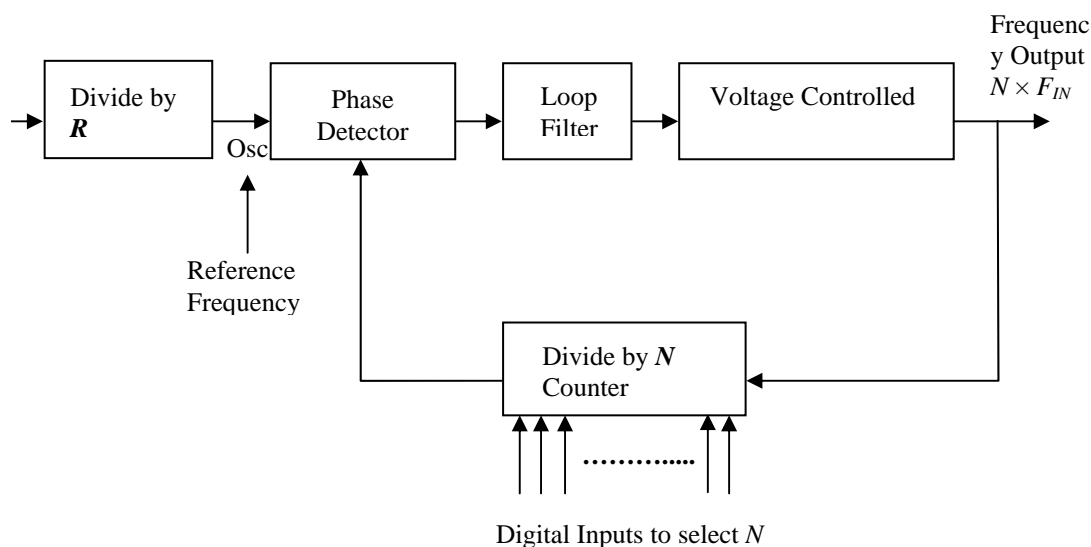 Frequenc
y Output
N × F_IN
Divide by
R
Phase
Detector
Loop
Filter
Voltage Controlled
Osc
Reference
Frequency
Divide by N
Counter
................
Digital Inputs to select N